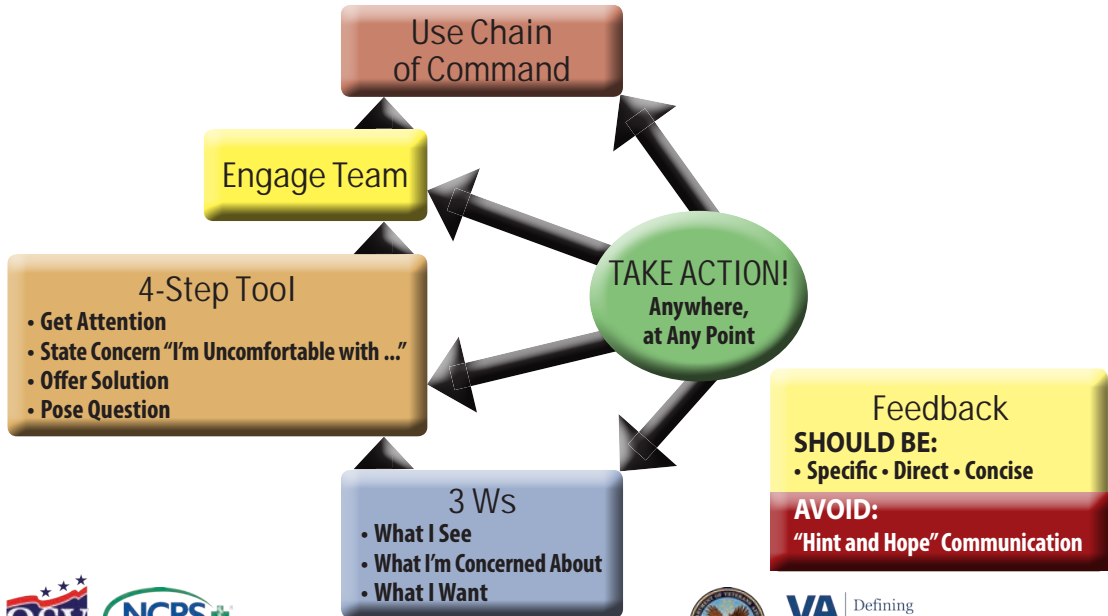 Use Chain
of Command
Engage Team
4-Step Tool
• Get Attention
• State Concern “I’m Uncomfortable with ...”
• Offer Solution
• Pose Question
TAKE ACTION!
Anywhere,
at Any Point
3 Ws
• What I See
• What I’m Concerned About
• What I Want
Feedback
SHOULD BE:
• Specific • Direct • Concise
AVOID:
“Hint and Hope” Communication
NCPS
VA
Defining